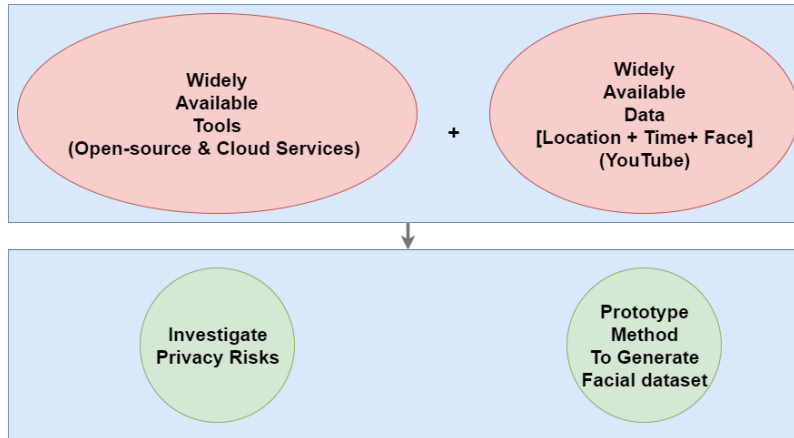 Widely
Available
Tools
(Open-source & Cloud Services)
+
Widely
Available
Data
[Location + Time+ Face]
(YouTube)
Investigate
Privacy Risks
Prototype
Method
To Generate
Facial dataset